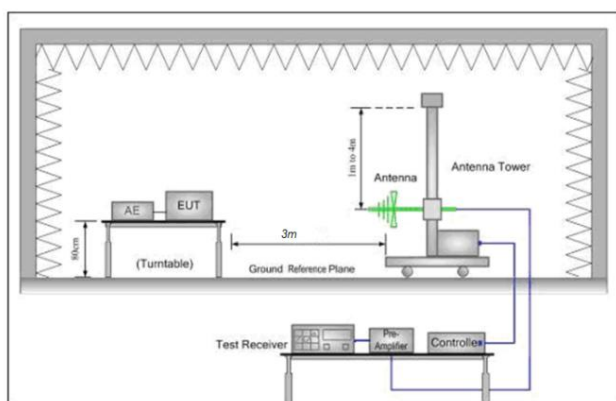 1m to 4m
Antenna
Antenna Tower
AE
EUT
3m
80cm
(Turntable)
Ground Reference Plane
Test Receiver
Pre-
Amplifier
Controller